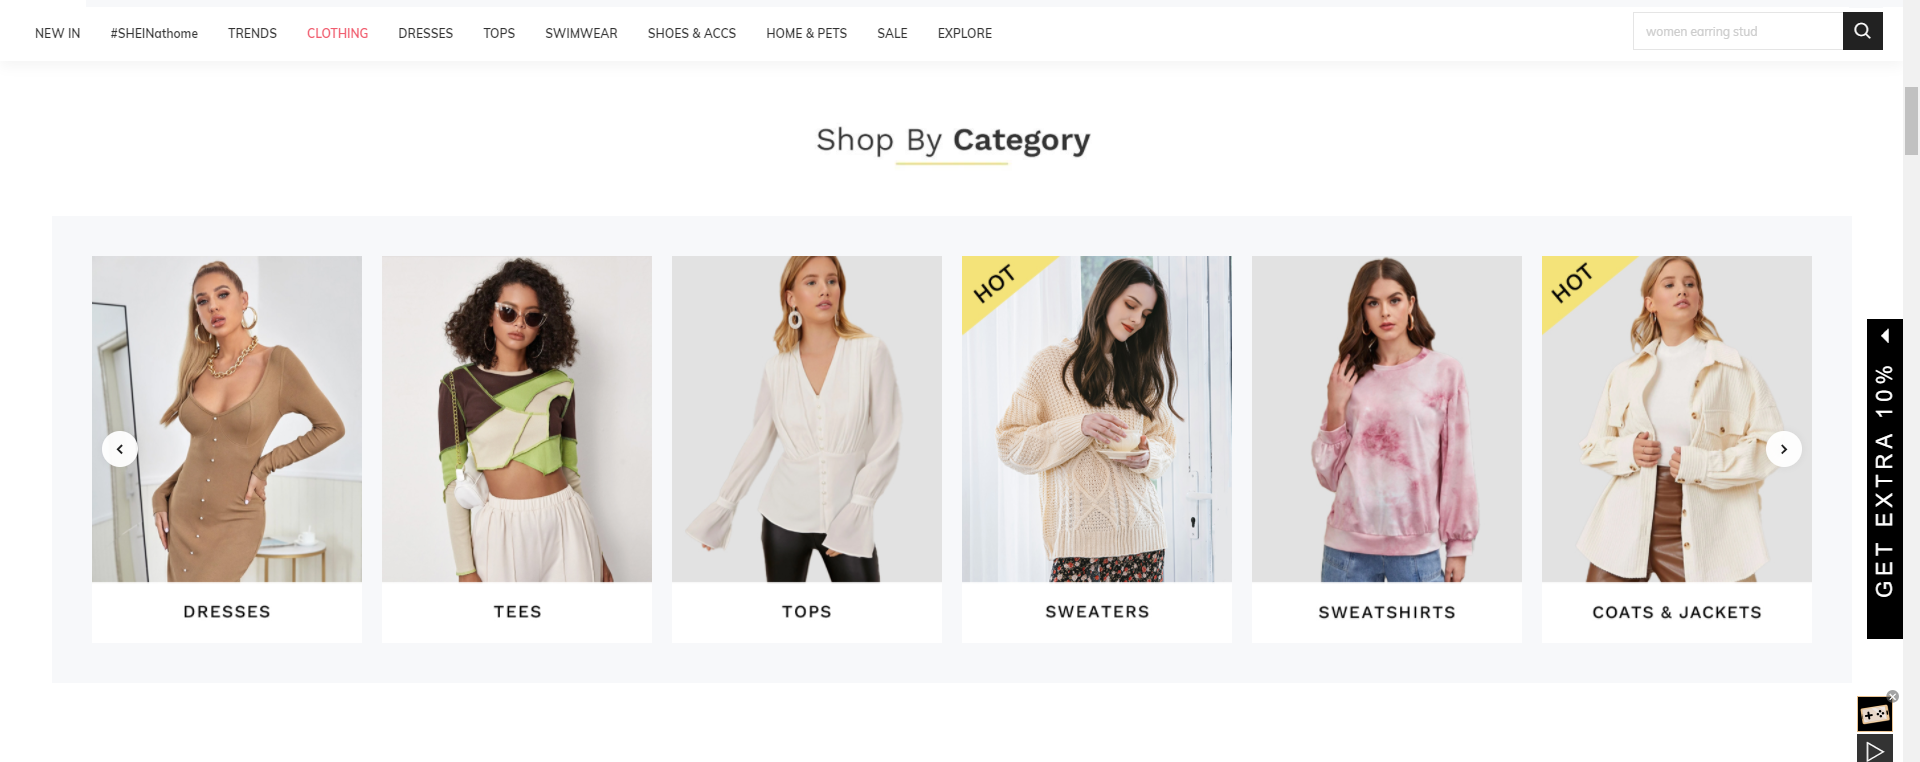 NEW IN #SHEINathome TRENDS CLOTHING DRESSES TOPS SWIMWEAR SHOES & ACCS HOME & PETS SALE EXPLORE women earring stud
Shop By Category
HOT HOT
DRESSES TEES TOPS SWEATERS SWEATSHIRTS COATS & JACKETS
GET EXTRA 10%